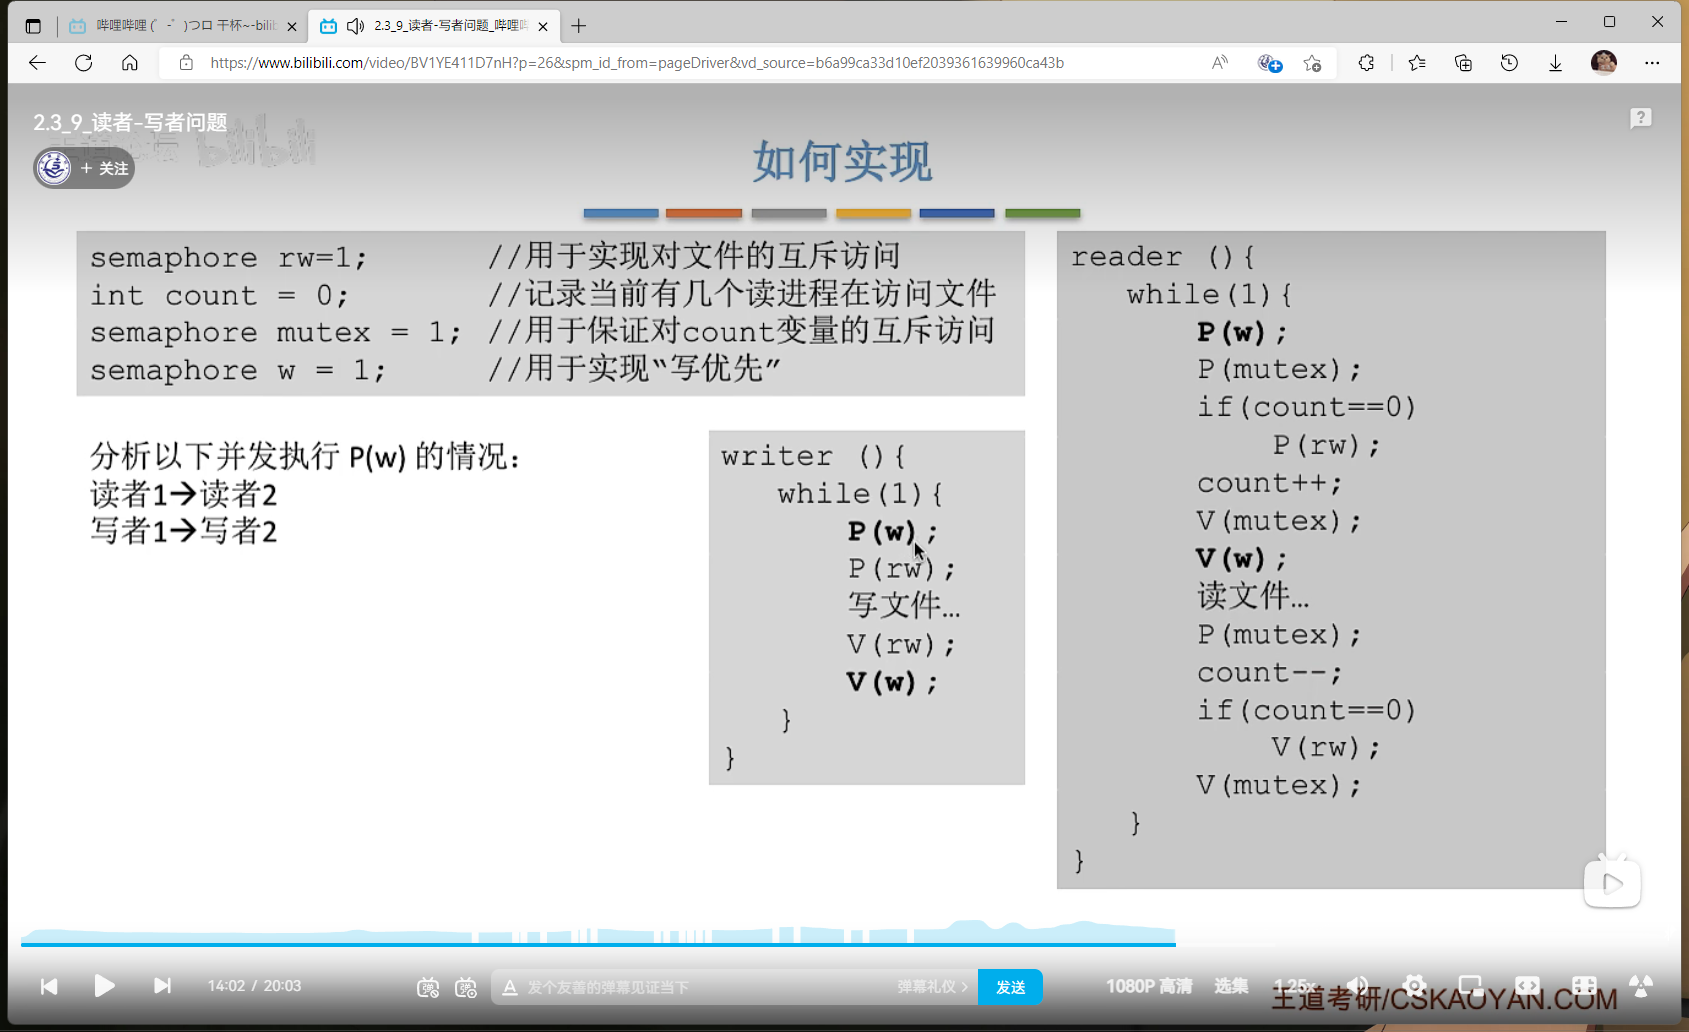 哔哩哔哩 (゜-゜)つロ 干杯~-bilib
2.3_9_读者-写者问题_哔哩哔
https://www.bilibili.com/video/BV1YE411D7nH?p=26&spm_id_from=pageDriver&vd_source=b6a99ca33d10ef2039361639960ca43b
2.3_9_读者-写者问题
bilibili
+ 关注
如何实现
semaphore rw=1; //用于实现对文件的互斥访问
int count = 0; //记录当前有几个读进程在访问文件
semaphore mutex = 1; //用于保证对count变量的互斥访问
semaphore w = 1; //用于实现“写优先”
分析以下并发执行 P(w) 的情况：
读者1→读者2
写者1→写者2
writer (){
while(1){
P(w);
P(rw);
写文件…
V(rw);
V(w);
}
}
reader (){
while(1){
P(w);
P(mutex);
if(count==0)
P(rw);
count++;
V(mutex);
V(w);
读文件…
P(mutex);
count--;
if(count==0)
V(rw);
V(mutex);
}
}
14:02 / 20:03
发个友善的弹幕见证当下
弹幕礼仪 >
发送
1080P 高清
选集
1.25x
王道考研/CSKAOYAN.COM